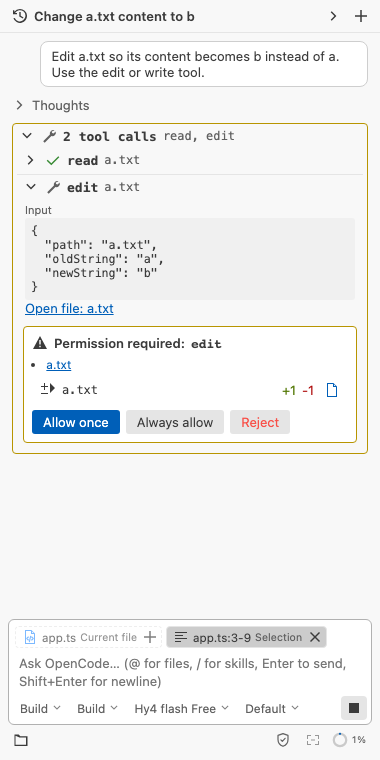 Change a.txt content to b
Edit a.txt so its content becomes b instead of a.
Use the edit or write tool.
Thoughts
2 tool calls read, edit
read a.txt
edit a.txt
Input
{
"path": "a.txt",
"oldString": "a",
"newString": "b"
}
Open file: a.txt
Permission required: edit
a.txt
a.txt +1 -1
Allow once Always allow Reject
app.ts Current file app.ts:3-9 Selection
Ask OpenCode... (@ for files, / for skills, Enter to send,
Shift+Enter for newline)
Build Build Hy4 flash Free Default
1%